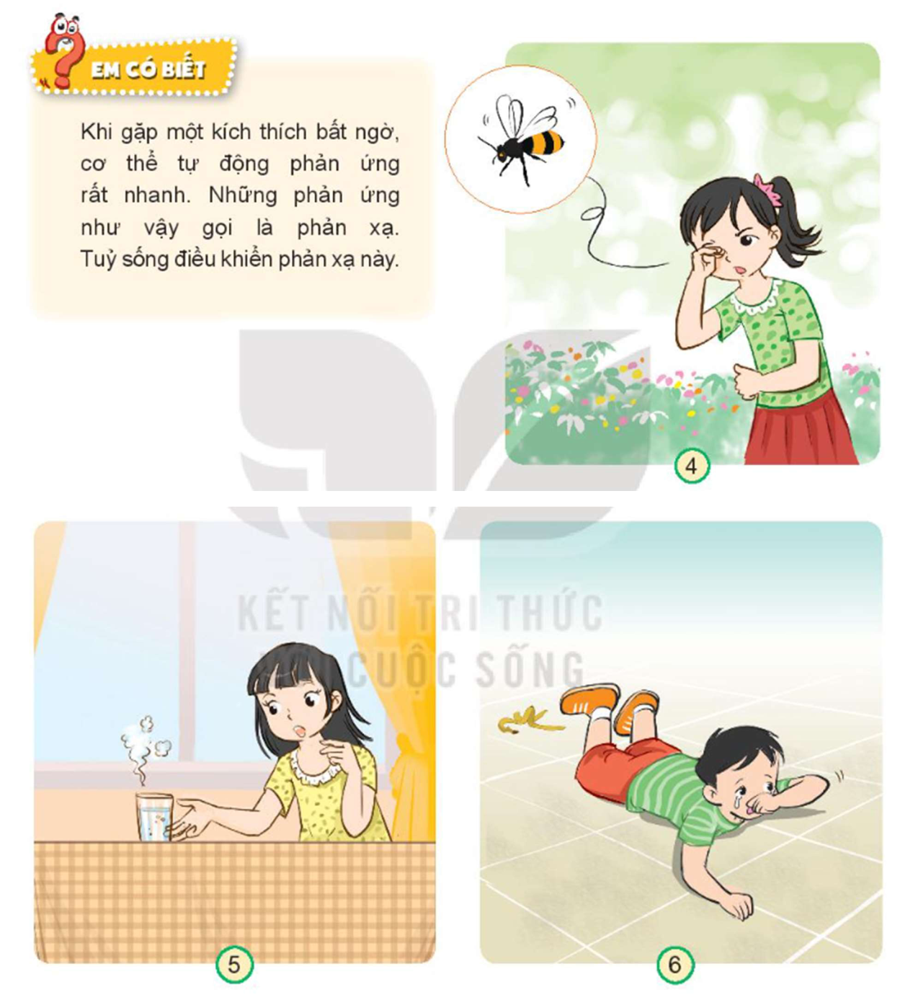 EM CÓ BIẾT
Khi gặp một kích thích bất ngờ,
cơ thể tự động phản ứng
rất nhanh. Những phản ứng
như vậy gọi là phản xạ.
Tuỷ sống điều khiển phản xạ này.
4
KẾT NỐI TRI THỨC
VỚI CUỘC SỐNG
5
6